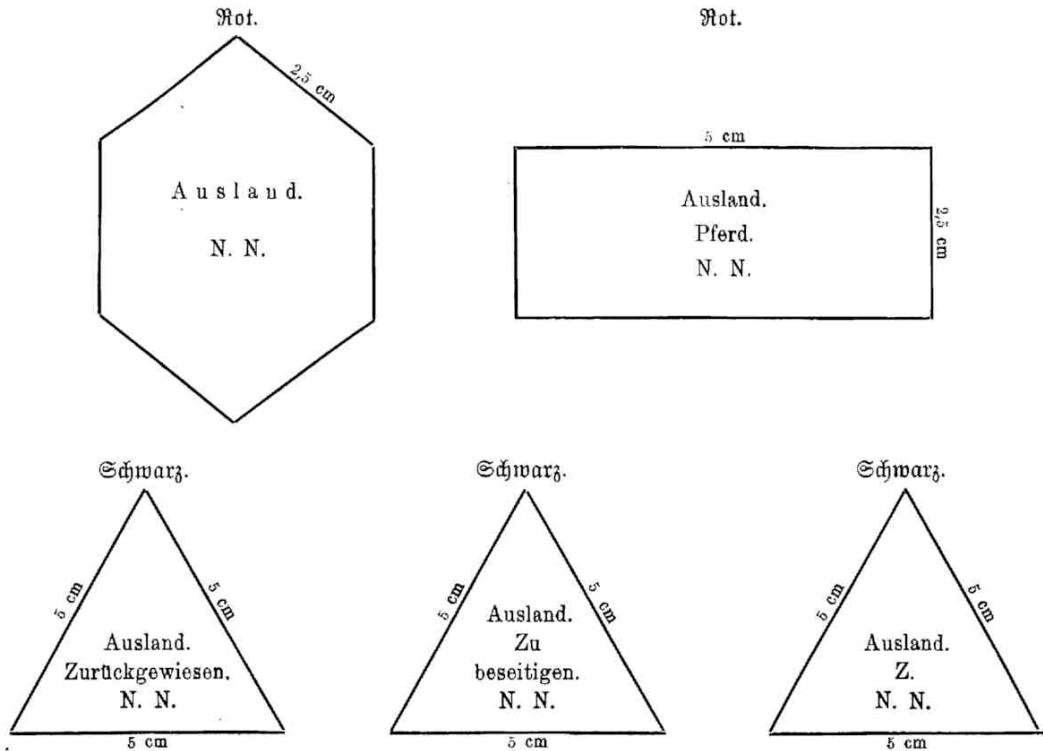 Rot.
2,5 cm
Ausland.
N. N.
Rot.
5 cm
Ausland.
Pferd.
N. N.
2,5 cm
Schwarz.
5 cm
5 cm
Ausland.
Zurückgewiesen.
N. N.
5 cm
Schwarz.
5 cm
5 cm
Ausland.
Zu
beseitigen.
N. N.
5 cm
Schwarz.
5 cm
5 cm
Ausland.
Z.
N. N.
5 cm